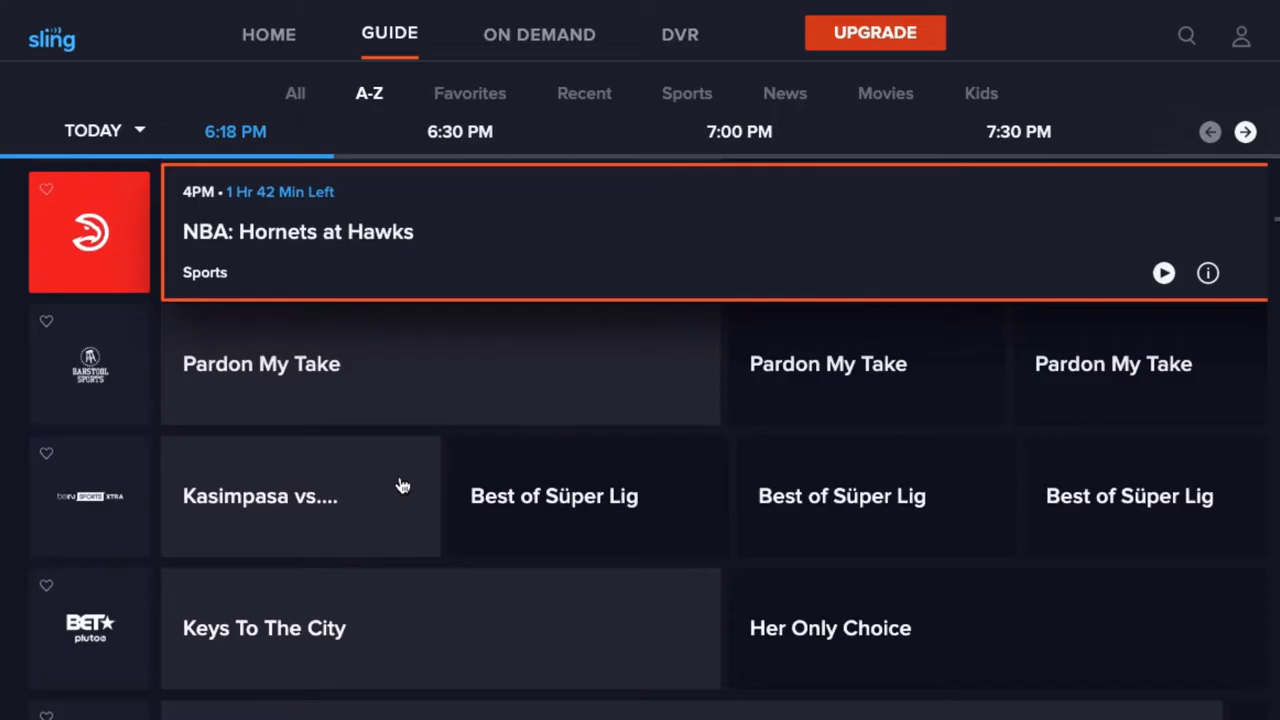 sling
HOME GUIDE ON DEMAND DVR UPGRADE
All A-Z Favorites Recent Sports News Movies Kids
TODAY 6:18 PM 6:30 PM 7:00 PM 7:30 PM
4PM • 1 Hr 42 Min Left
NBA: Hornets at Hawks
Sports
BARSTOOL
SPORTS
Pardon My Take Pardon My Take Pardon My Take
beIN SPORTS XTRA
Kasimpasa vs.... Best of Süper Lig Best of Süper Lig Best of Süper Lig
BET★
pluto
Keys To The City Her Only Choice